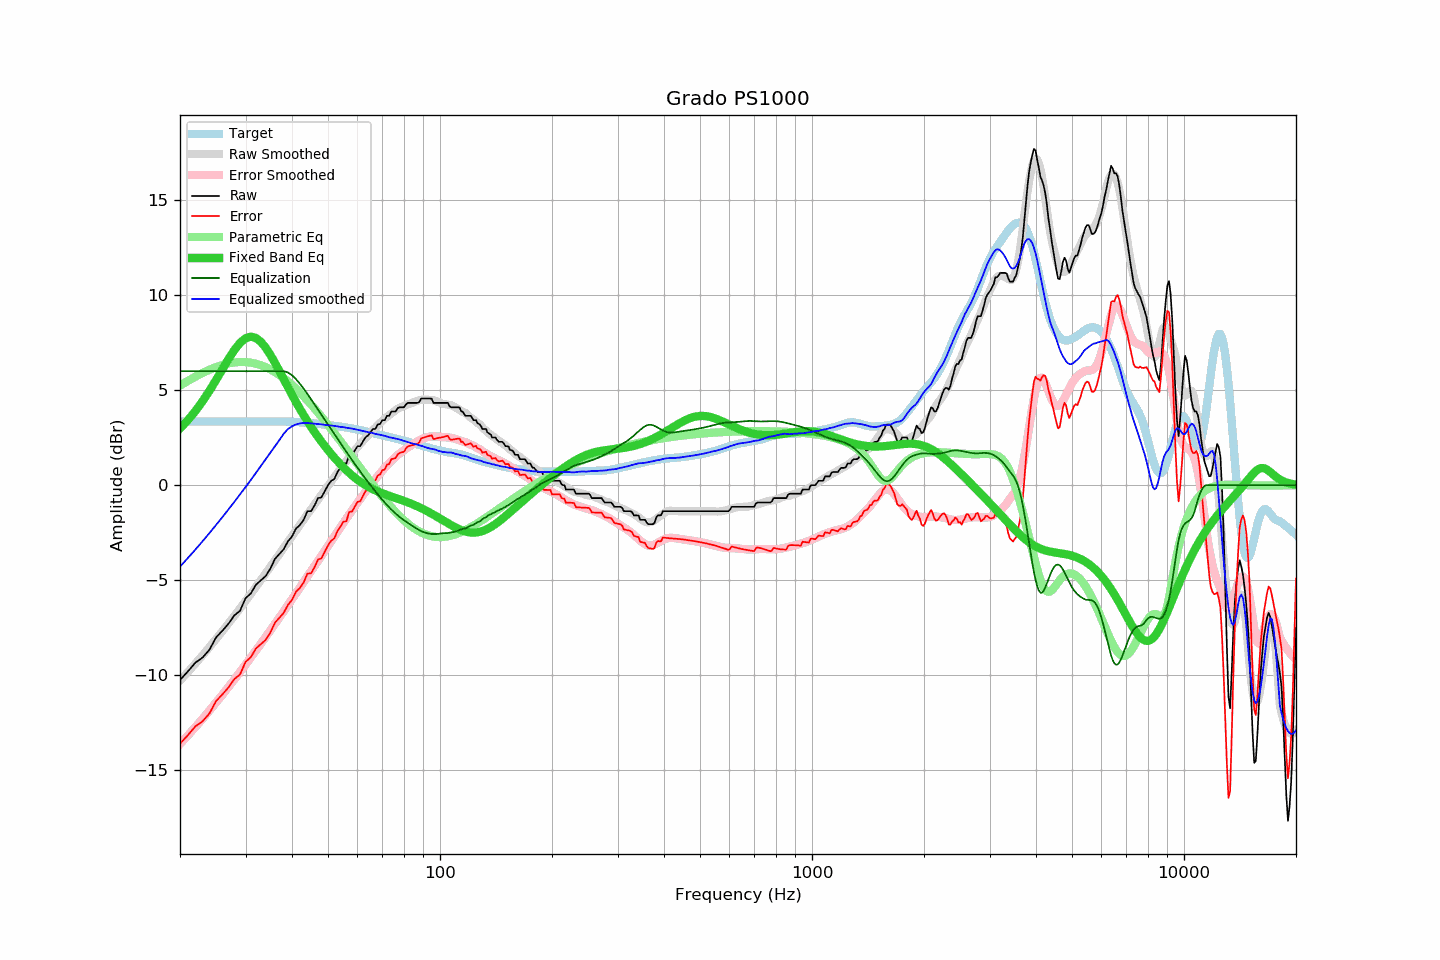 Grado PS1000
Target
Raw Smoothed
Error Smoothed
Raw
Error
Parametric Eq
Fixed Band Eq
Equalization
Equalized smoothed
Amplitude (dBr)
15
10
5
0
−5
−10
−15
100
1000
10000
Frequency (Hz)